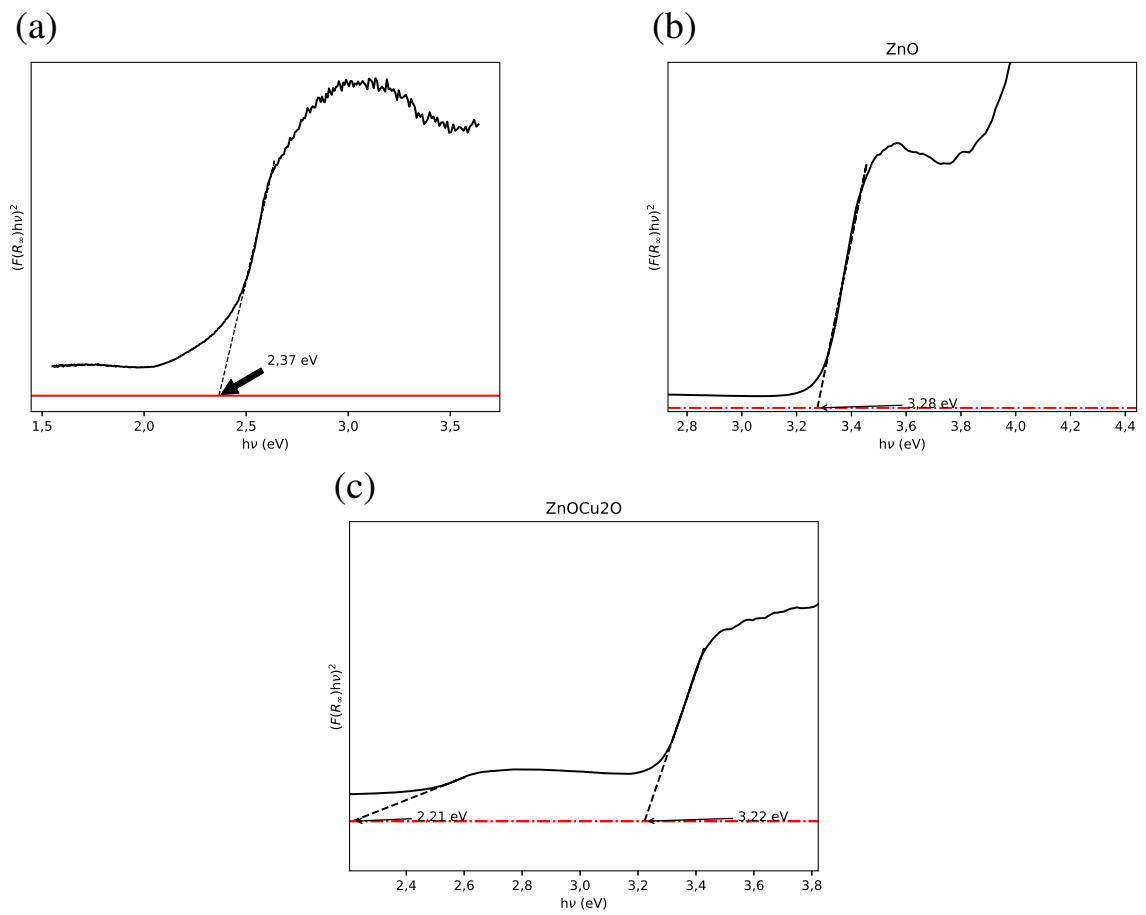 (a)
(F(R∞)hν)²
2,37 eV
1,5 2,0 2,5 3,0 3,5
hν (eV)
(b)
ZnO
(F(R∞)hν)²
3,28 eV
2,8 3,0 3,2 3,4 3,6 3,8 4,0 4,2 4,4
hν (eV)
(c)
ZnOCu2O
(F(R∞)hν)²
2,21 eV 3,22 eV
2,4 2,6 2,8 3,0 3,2 3,4 3,6 3,8
hν (eV)